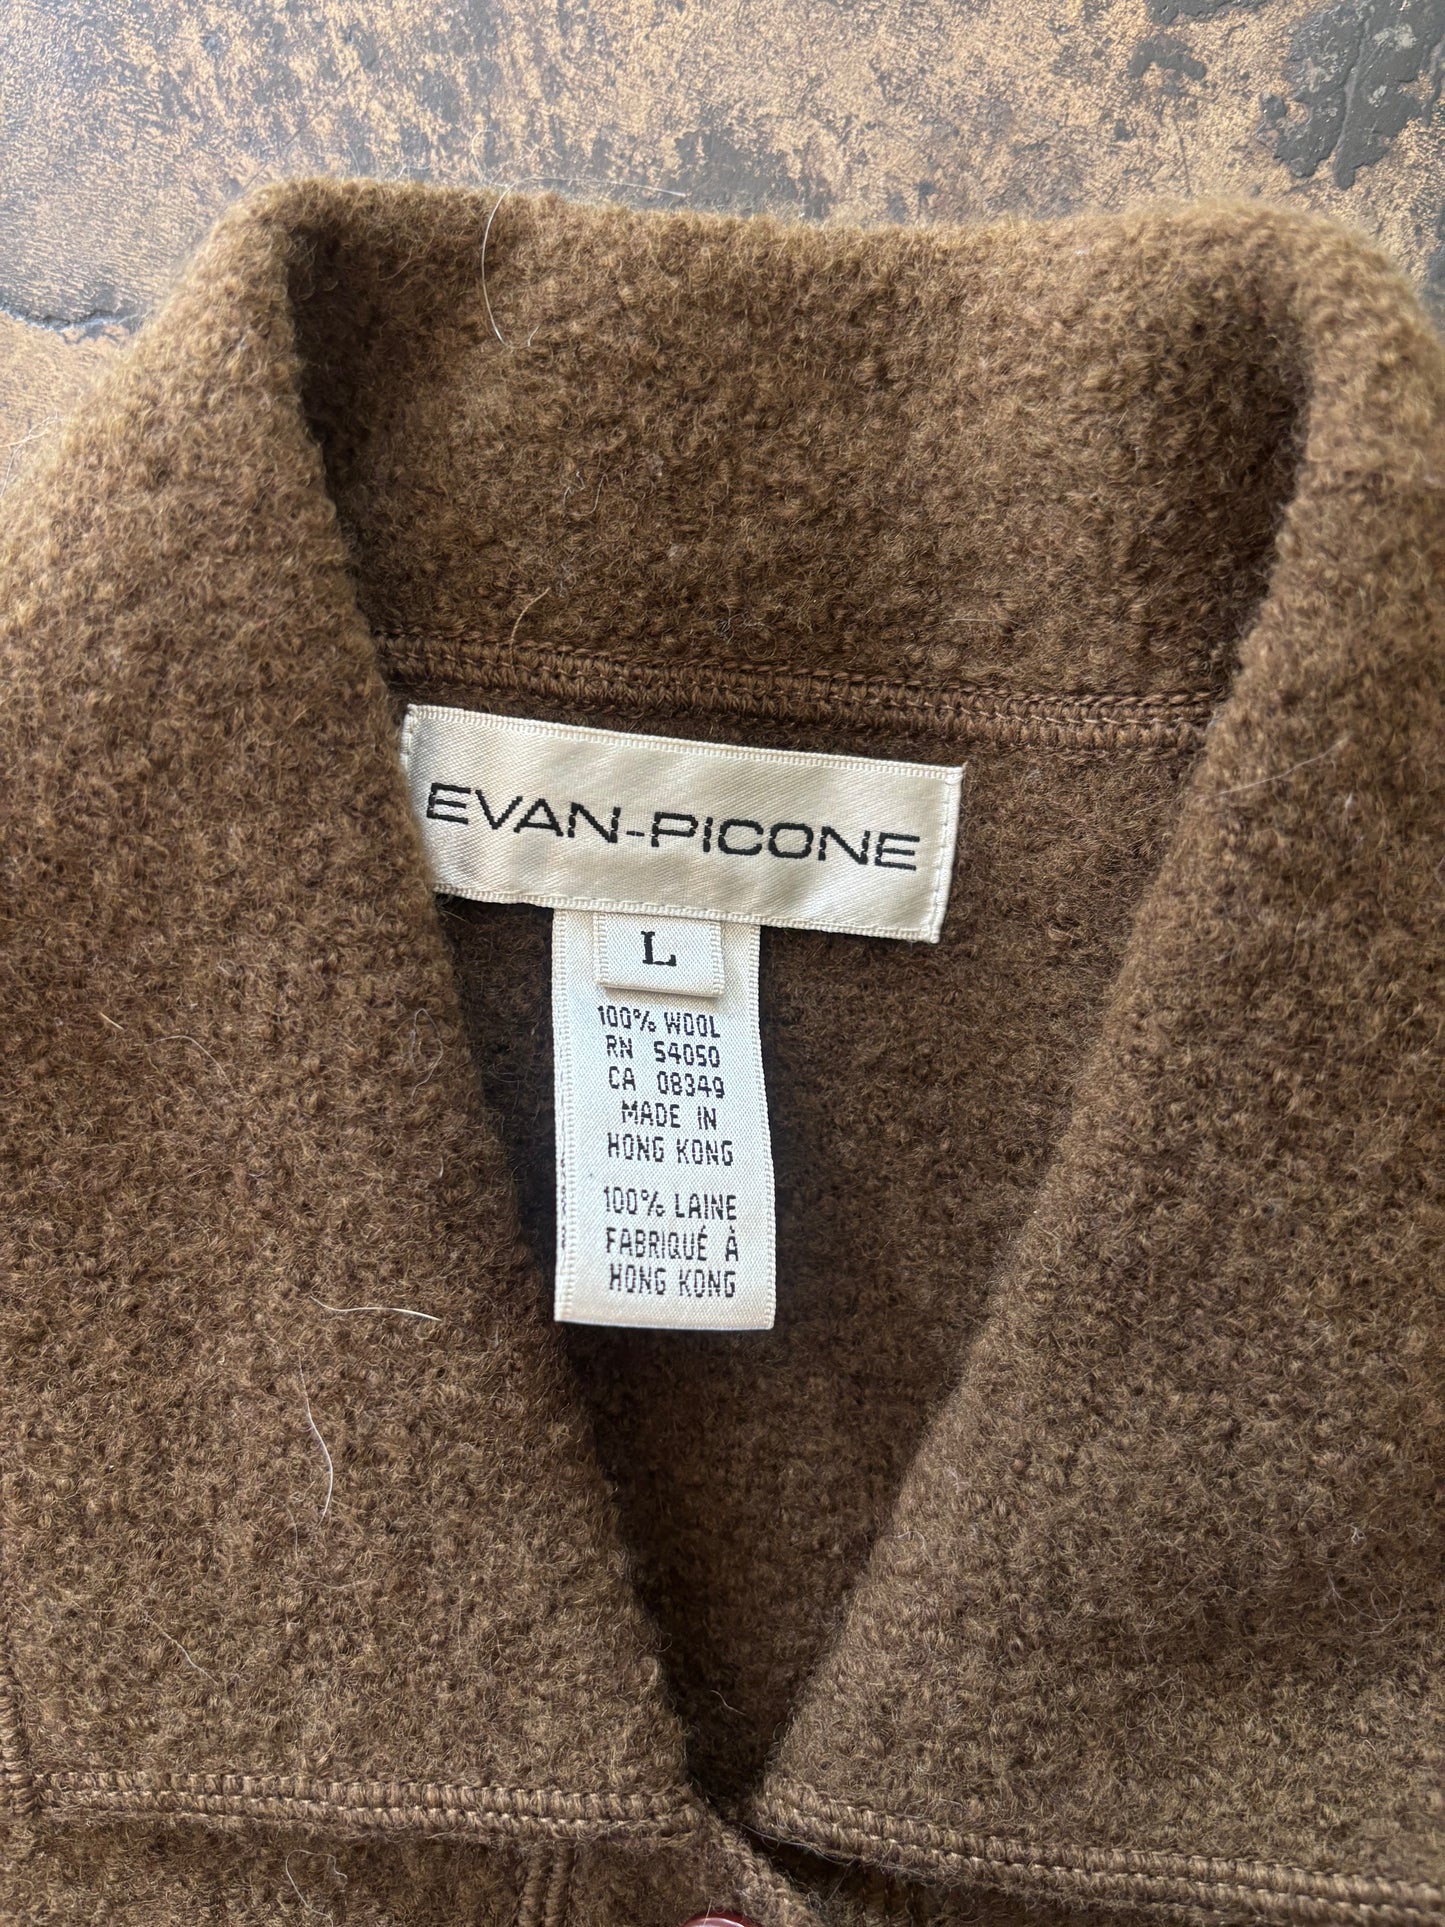 EVAN-PICONE
L
100% WOOL
RN 54050
CA 08349
MADE IN
HONG KONG
100% LAINE
FABRIQUÉ À
HONG KONG